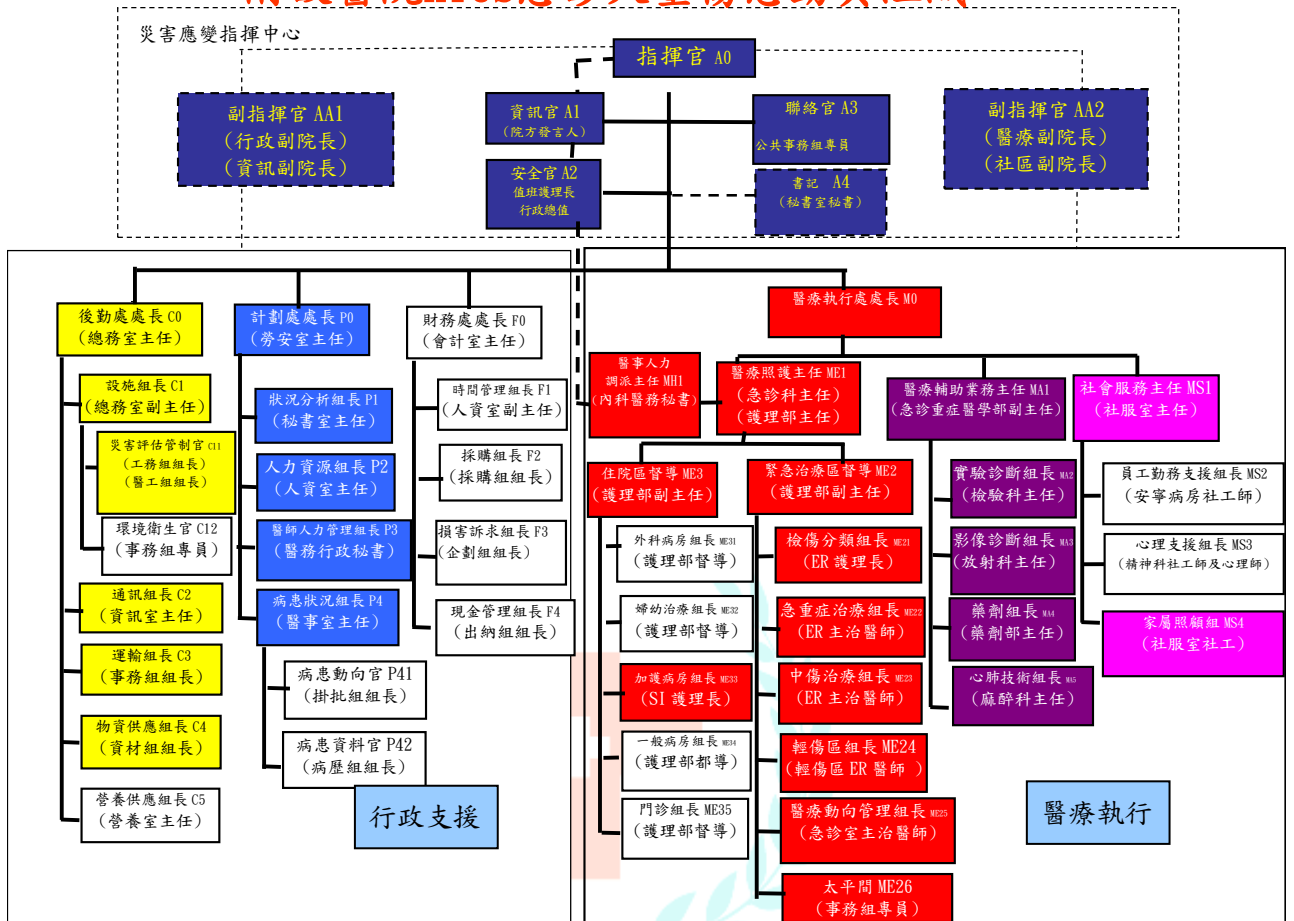 災害應變指揮中心
指揮官 A0
副指揮官 AA1
(行政副院長)
(資訊副院長)
資訊官 A1
(院方發言人)
聯絡官 A3
公共事務組專員
副指揮官 AA2
(醫療副院長)
(社區副院長)
安全官 A2
值班護理長
行政總值
書記 A4
(秘書室秘書)
後勤處處長 C0
(總務室主任)
計劃處處長 P0
(勞安室主任)
財務處處長 F0
(會計室主任)
醫療執行處處長 M0
設施組長 C1
(總務室副主任)
災害評估管制官 C11
(工務組組長)
(醫工組組長)
環境衛生官 C12
(事務組專員)
通訊組長 C2
(資訊室主任)
運輸組長 C3
(事務組組長)
物資供應組長 C4
(資材組組長)
營養供應組長 C5
(營養室主任)
狀況分析組長 P1
(秘書室主任)
人力資源組長 P2
(人資室主任)
醫師人力管理組長 P3
(醫務行政秘書)
病患狀況組長 P4
(醫事室主任)
病患動向官 P41
(掛批組組長)
病患資料官 P42
(病歷組組長)
時間管理組長 F1
(人資室副主任)
採購組長 F2
(採購組組長)
損害訴求組長 F3
(企劃組組長)
現金管理組長 F4
(出納組組長)
行政支援
醫事人力
調派主任 MH1
(內科醫務秘書)
醫療照護主任 ME1
(急診科主任)
(護理部主任)
醫療輔助業務主任 MA1
(急診重症醫學部副主任)
社會服務主任 MS1
(社服室主任)
住院區督導 ME3
(護理部副主任)
緊急治療區督導 ME2
(護理部副主任)
外科病房組長 ME31
(護理部督導)
婦幼治療組長 ME32
(護理部督導)
加護病房組長 ME33
(SI 護理長)
一般病房組長 ME34
(護理部都導)
門診組長 ME35
(護理部督導)
檢傷分類組長 ME21
(ER 護理長)
急重症治療組長 ME22
(ER 主治醫師)
中傷治療組長 ME23
(ER 主治醫師)
輕傷區組長 ME24
(輕傷區 ER 醫師 )
醫療動向管理組長 ME25
(急診室主治醫師)
太平間 ME26
(事務組專員)
實驗診斷組長 MA2
(檢驗科主任)
影像診斷組長 MA3
(放射科主任)
藥劑組長 MA4
(藥劑部主任)
心肺技術組長 MA5
(麻醉科主任)
員工勤務支援組長 MS2
(安寧病房社工師)
心理支援組長 MS3
(精神科社工師及心理師)
家屬照顧組 MS4
(社服室社工)
醫療執行